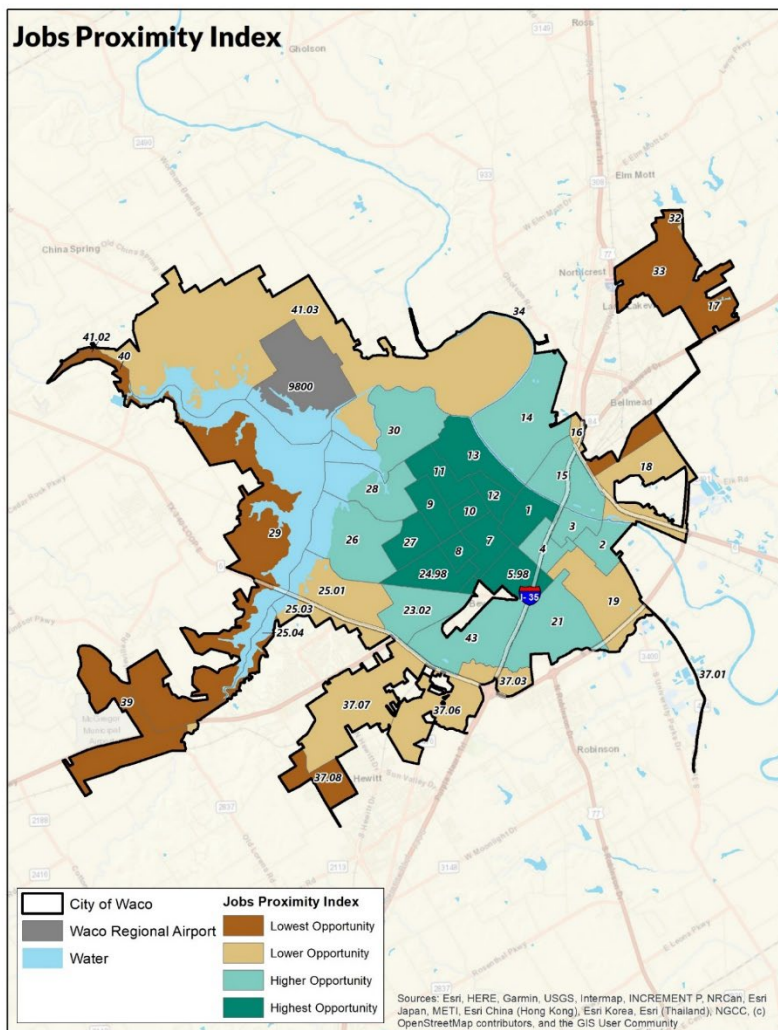 Jobs Proximity Index
Gholson
Ross
Elm Mott
China Spring
Northcrest
Bellmead
32
33
17
34
41.03
41.02
40
9800
30
14
16
13
11
15
18
28
12
9
10
1
3
29
26
27
8
7
4
2
25.01
24.98
5.98
19
25.03
23.02
I- 35
25.04
43
21
39
37.03
37.01
37.07
37.06
37.08
Hewitt
Robinson
77
2113
3148
2837
City of Waco
Waco Regional Airport
Water
Jobs Proximity Index
Lowest Opportunity
Lower Opportunity
Higher Opportunity
Highest Opportunity
Sources: Esri, HERE, Garmin, USGS, Intermap, INCREMENT P, NRCan, Esri
Japan, METI, Esri China (Hong Kong), Esri Korea, Esri (Thailand), NGCC, (c)
OpenStreetMap contributors, and the GIS User Community